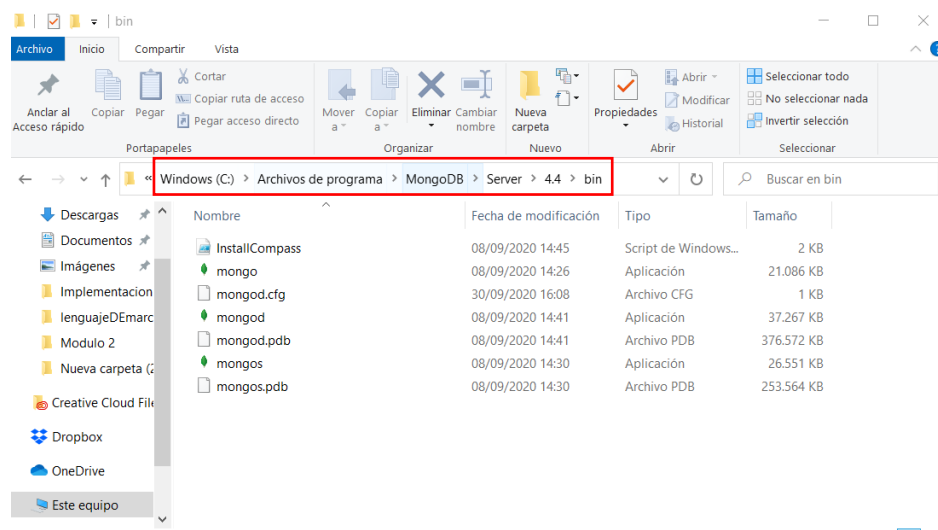 bin
Archivo Inicio Compartir Vista
Anclar al
Acceso rápido
Copiar
Pegar
Cortar
Copiar ruta de acceso
Pegar acceso directo
Portapapeles
Mover
a
Copiar
a
Eliminar
Cambiar
nombre
Organizar
Nueva
carpeta
Nuevo
Propiedades
Abrir
Modificar
Historial
Abrir
Seleccionar todo
No seleccionar nada
Invertir selección
Seleccionar
« Windows (C:) > Archivos de programa > MongoDB > Server > 4.4 > bin
Buscar en bin
Descargas
Documentos
Imágenes
Implementacion
lenguajeDEmarc
Modulo 2
Nueva carpeta (2
Creative Cloud File
Dropbox
OneDrive
Este equipo
Nombre Fecha de modificación Tipo Tamaño
InstallCompass 08/09/2020 14:45 Script de Windows... 2 KB
mongo 08/09/2020 14:26 Aplicación 21.086 KB
mongod.cfg 30/09/2020 16:08 Archivo CFG 1 KB
mongod 08/09/2020 14:41 Aplicación 37.267 KB
mongod.pdb 08/09/2020 14:41 Archivo PDB 376.572 KB
mongos 08/09/2020 14:30 Aplicación 26.551 KB
mongos.pdb 08/09/2020 14:30 Archivo PDB 253.564 KB